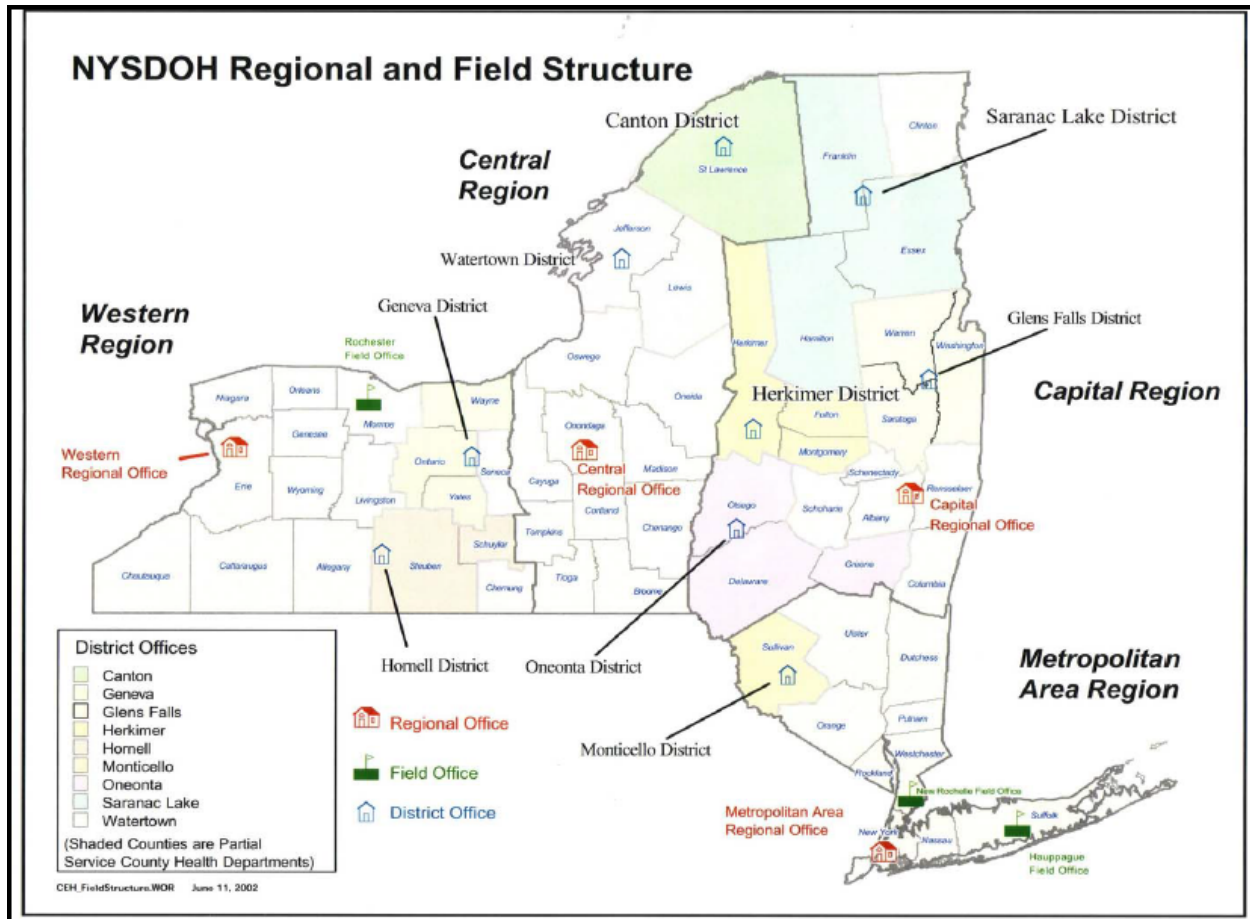 NYSDOH Regional and Field Structure
Canton District
Saranac Lake District
Clinton
Franklin
St Lawrence
Central
Region
Jefferson
Essex
Watertown District
Lewis
Geneva District
Western
Region
Rochester
Field Office
Glens Falls District
Warren
Washington
Herkimer
Hamilton
Oswego
Oneida
Capital Region
Herkimer District
Niagara
Orleans
Wayne
Monroe
Genesee
Onondaga
Fulton
Saratoga
Montgomery
Western
Regional Office
Ontario
Seneca
Central
Regional Office
Madison
Schenectady
Rensselaer
Erie
Wyoming
Livingston
Yates
Cayuga
Cortland
Otsego
Schoharie
Albany
Capital
Regional Office
Tompkins
Chenango
Schuyler
Chautauqua
Cattaraugus
Allegany
Steuben
Chemung
Tioga
Broome
Delaware
Greene
Columbia
Hornell District
Oneonta District
Sullivan
Ulster
Dutchess
Metropolitan
Area Region
District Offices
Canton
Geneva
Glens Falls
Herkimer
Hornell
Monticello
Oneonta
Saranac Lake
Watertown
(Shaded Counties are Partial
Service County Health Departments)
Regional Office
Field Office
District Office
Monticello District
Orange
Putnam
Westchester
Rockland
New Rochelle Field Office
Metropolitan Area
Regional Office
New York
Nassau
Suffolk
Hauppague
Field Office
CEH_FieldStructure.WOR June 11, 2002